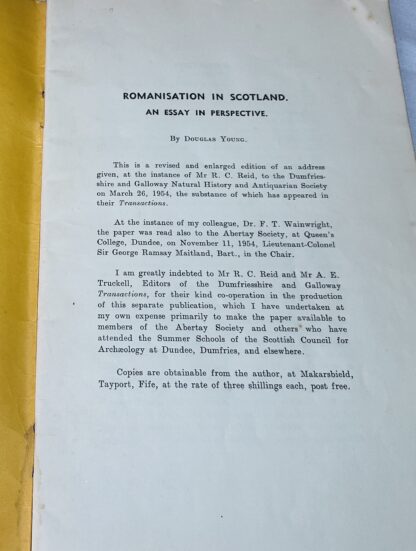 ROMANISATION IN SCOTLAND.
AN ESSAY IN PERSPECTIVE.
By Douglas Young.
This is a revised and enlarged edition of an address
given, at the instance of Mr R. C. Reid, to the Dumfries-
shire and Galloway Natural History and Antiquarian Society
on March 26, 1954, the substance of which has appeared in
their Transactions.
At the instance of my colleague, Dr. F. T. Wainwright,
the paper was read also to the Abertay Society, at Queen's
College, Dundee, on November 11, 1954, Lieutenant-Colonel
Sir George Ramsay Maitland, Bart., in the Chair.
I am greatly indebted to Mr R. C. Reid and Mr A. E.
Truckell, Editors of the Dumfriesshire and Galloway
Transactions, for their kind co-operation in the production
of this separate publication, which I have undertaken at
my own expense primarily to make the paper available to
members of the Abertay Society and others who have
attended the Summer Schools of the Scottish Council for
Archæology at Dundee, Dumfries, and elsewhere.
Copies are obtainable from the author, at Makarsbield,
Tayport, Fife, at the rate of three shillings each, post free.